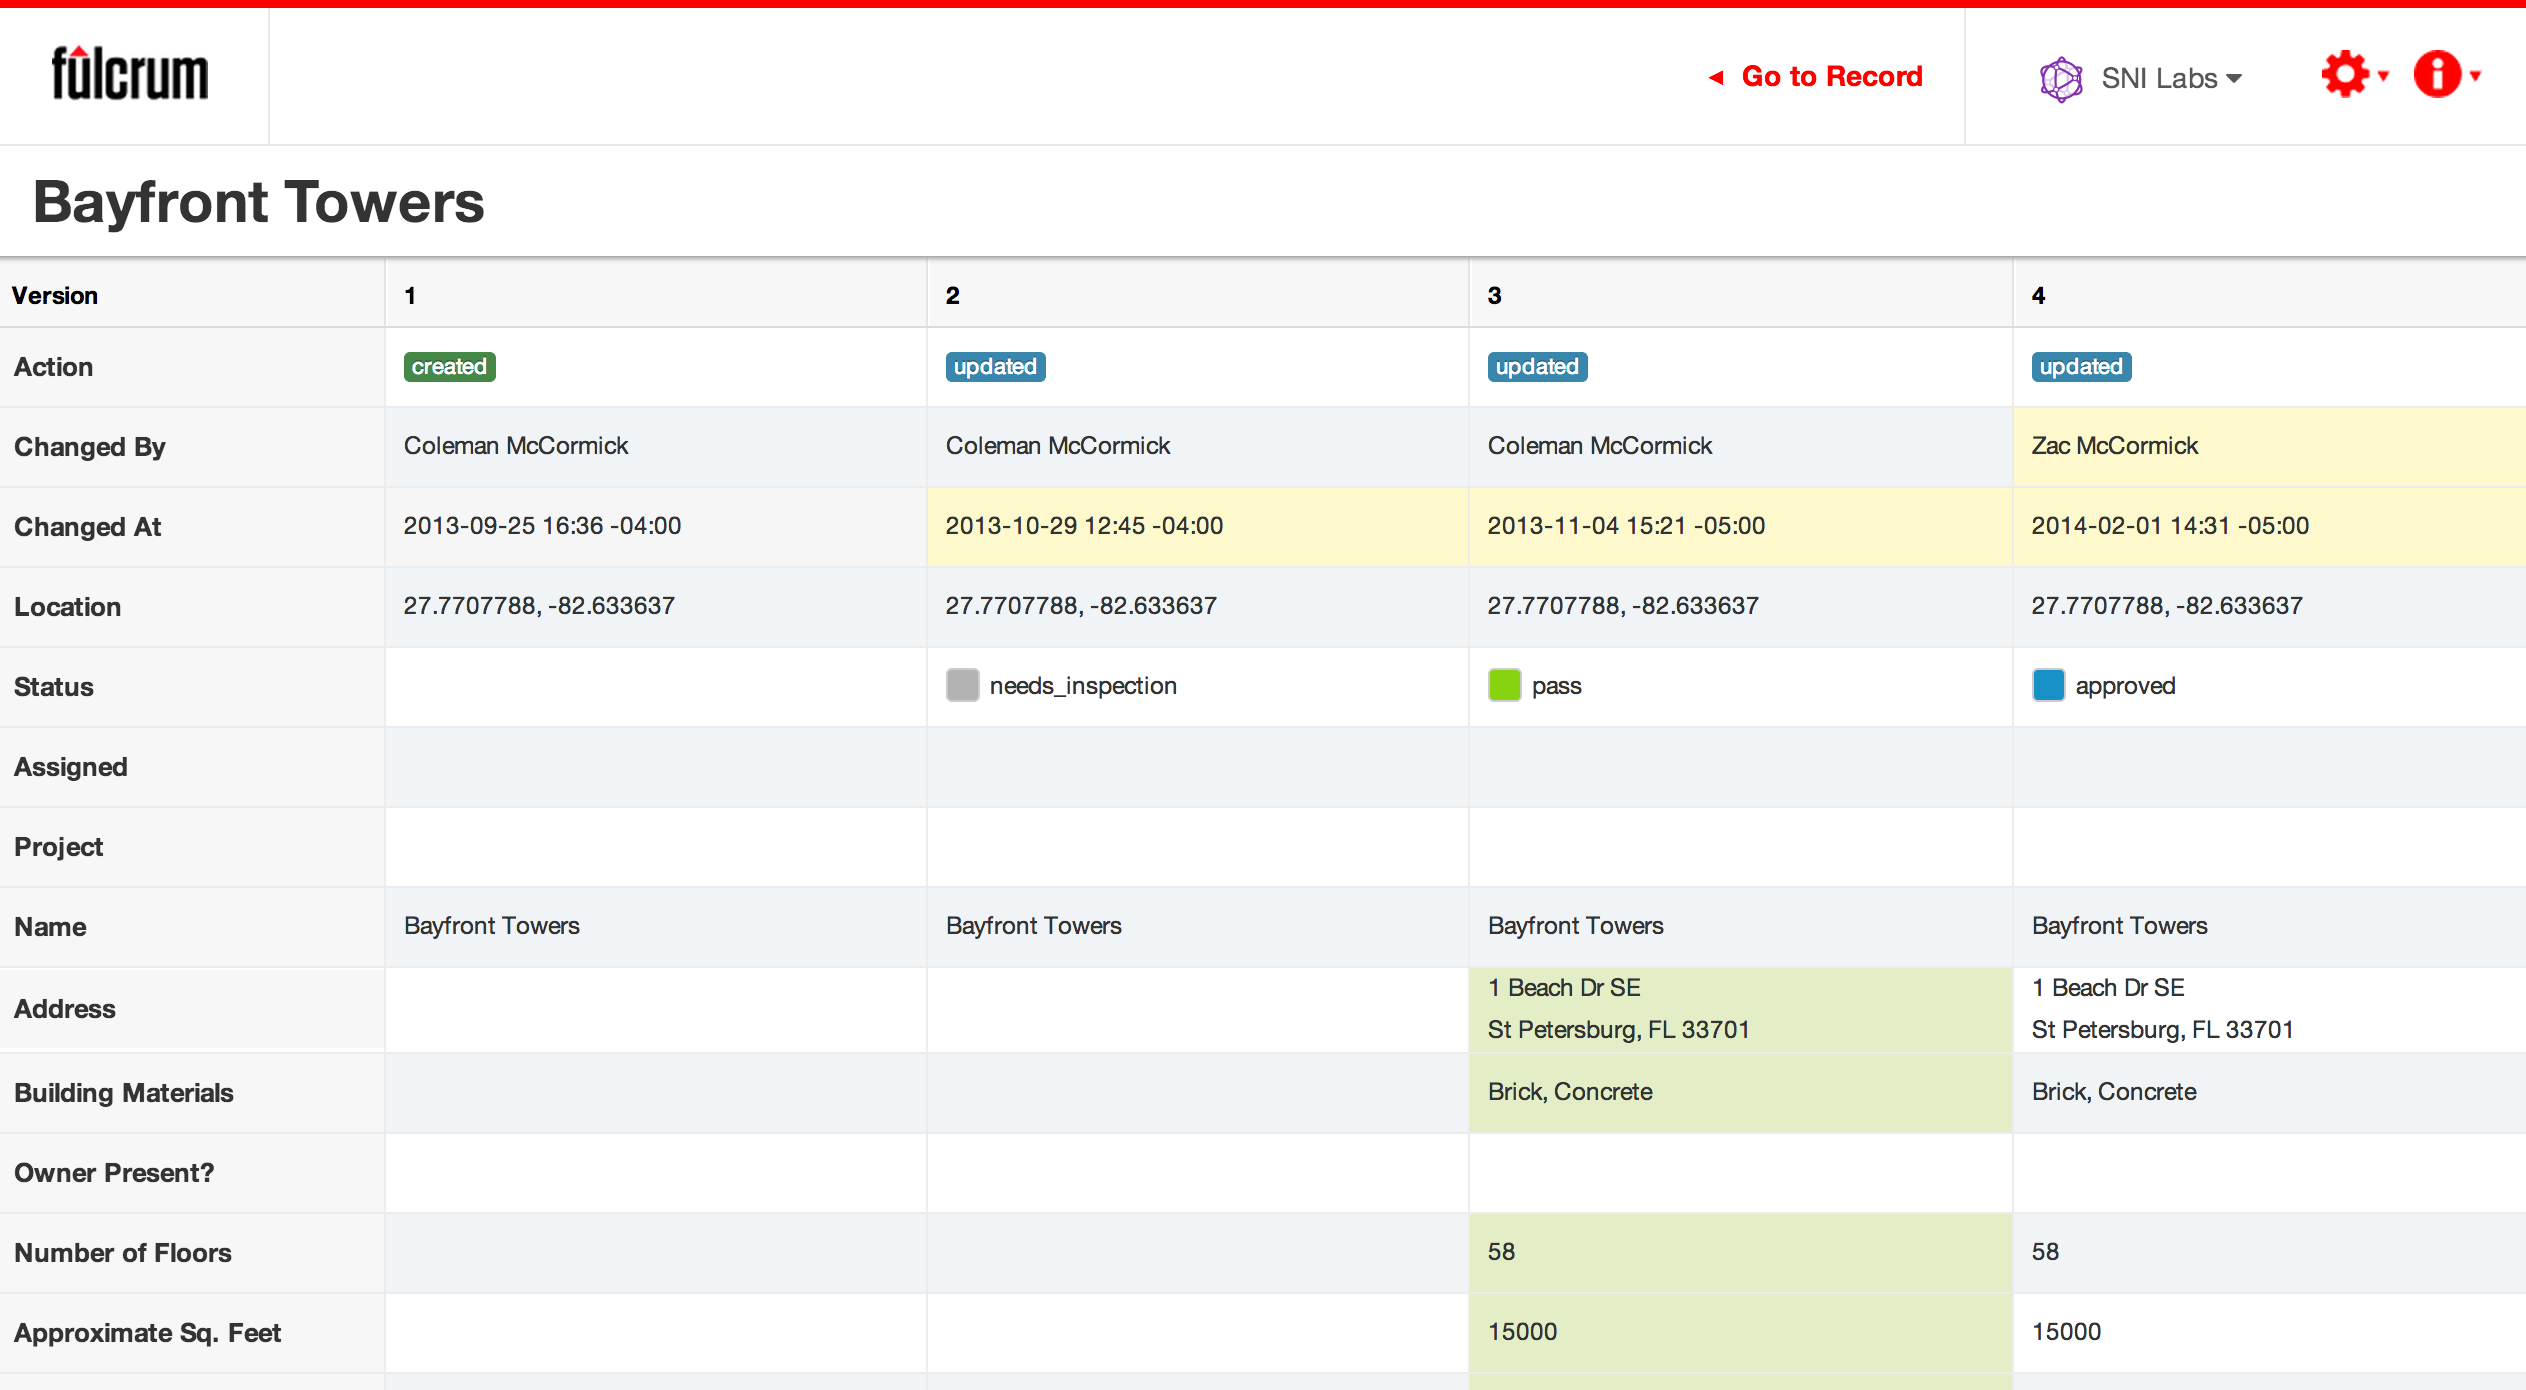 fulcrum
◄ Go to Record
SNI Labs
Bayfront Towers
Version 1 2 3 4
Action created updated updated updated
Changed By Coleman McCormick Coleman McCormick Coleman McCormick Zac McCormick
Changed At 2013-09-25 16:36 -04:00 2013-10-29 12:45 -04:00 2013-11-04 15:21 -05:00 2014-02-01 14:31 -05:00
Location 27.7707788, -82.633637 27.7707788, -82.633637 27.7707788, -82.633637 27.7707788, -82.633637
Status needs_inspection pass approved
Assigned
Project
Name Bayfront Towers Bayfront Towers Bayfront Towers Bayfront Towers
Address 1 Beach Dr SE 1 Beach Dr SE
St Petersburg, FL 33701 St Petersburg, FL 33701
Building Materials Brick, Concrete Brick, Concrete
Owner Present?
Number of Floors 58 58
Approximate Sq. Feet 15000 15000